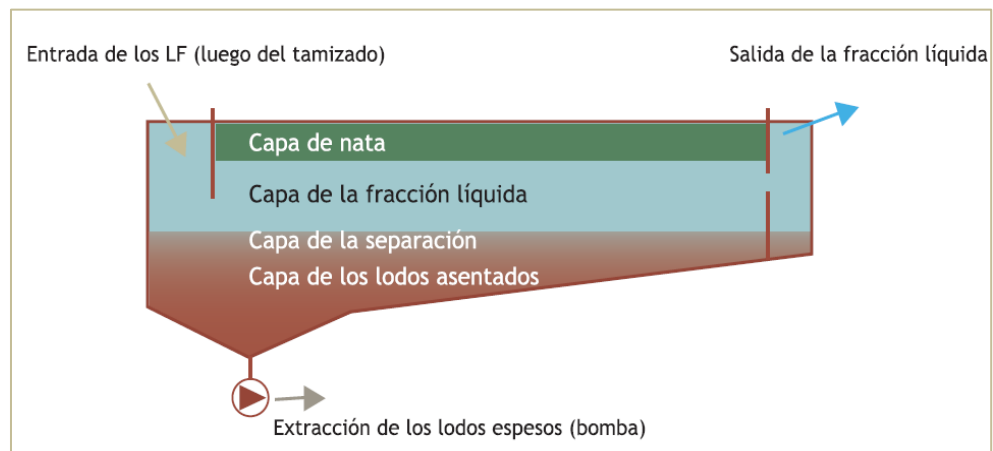 Entrada de los LF (luego del tamizado)
Salida de la fracción líquida
Capa de nata
Capa de la fracción líquida
Capa de la separación
Capa de los lodos asentados
Extracción de los lodos espesos (bomba)